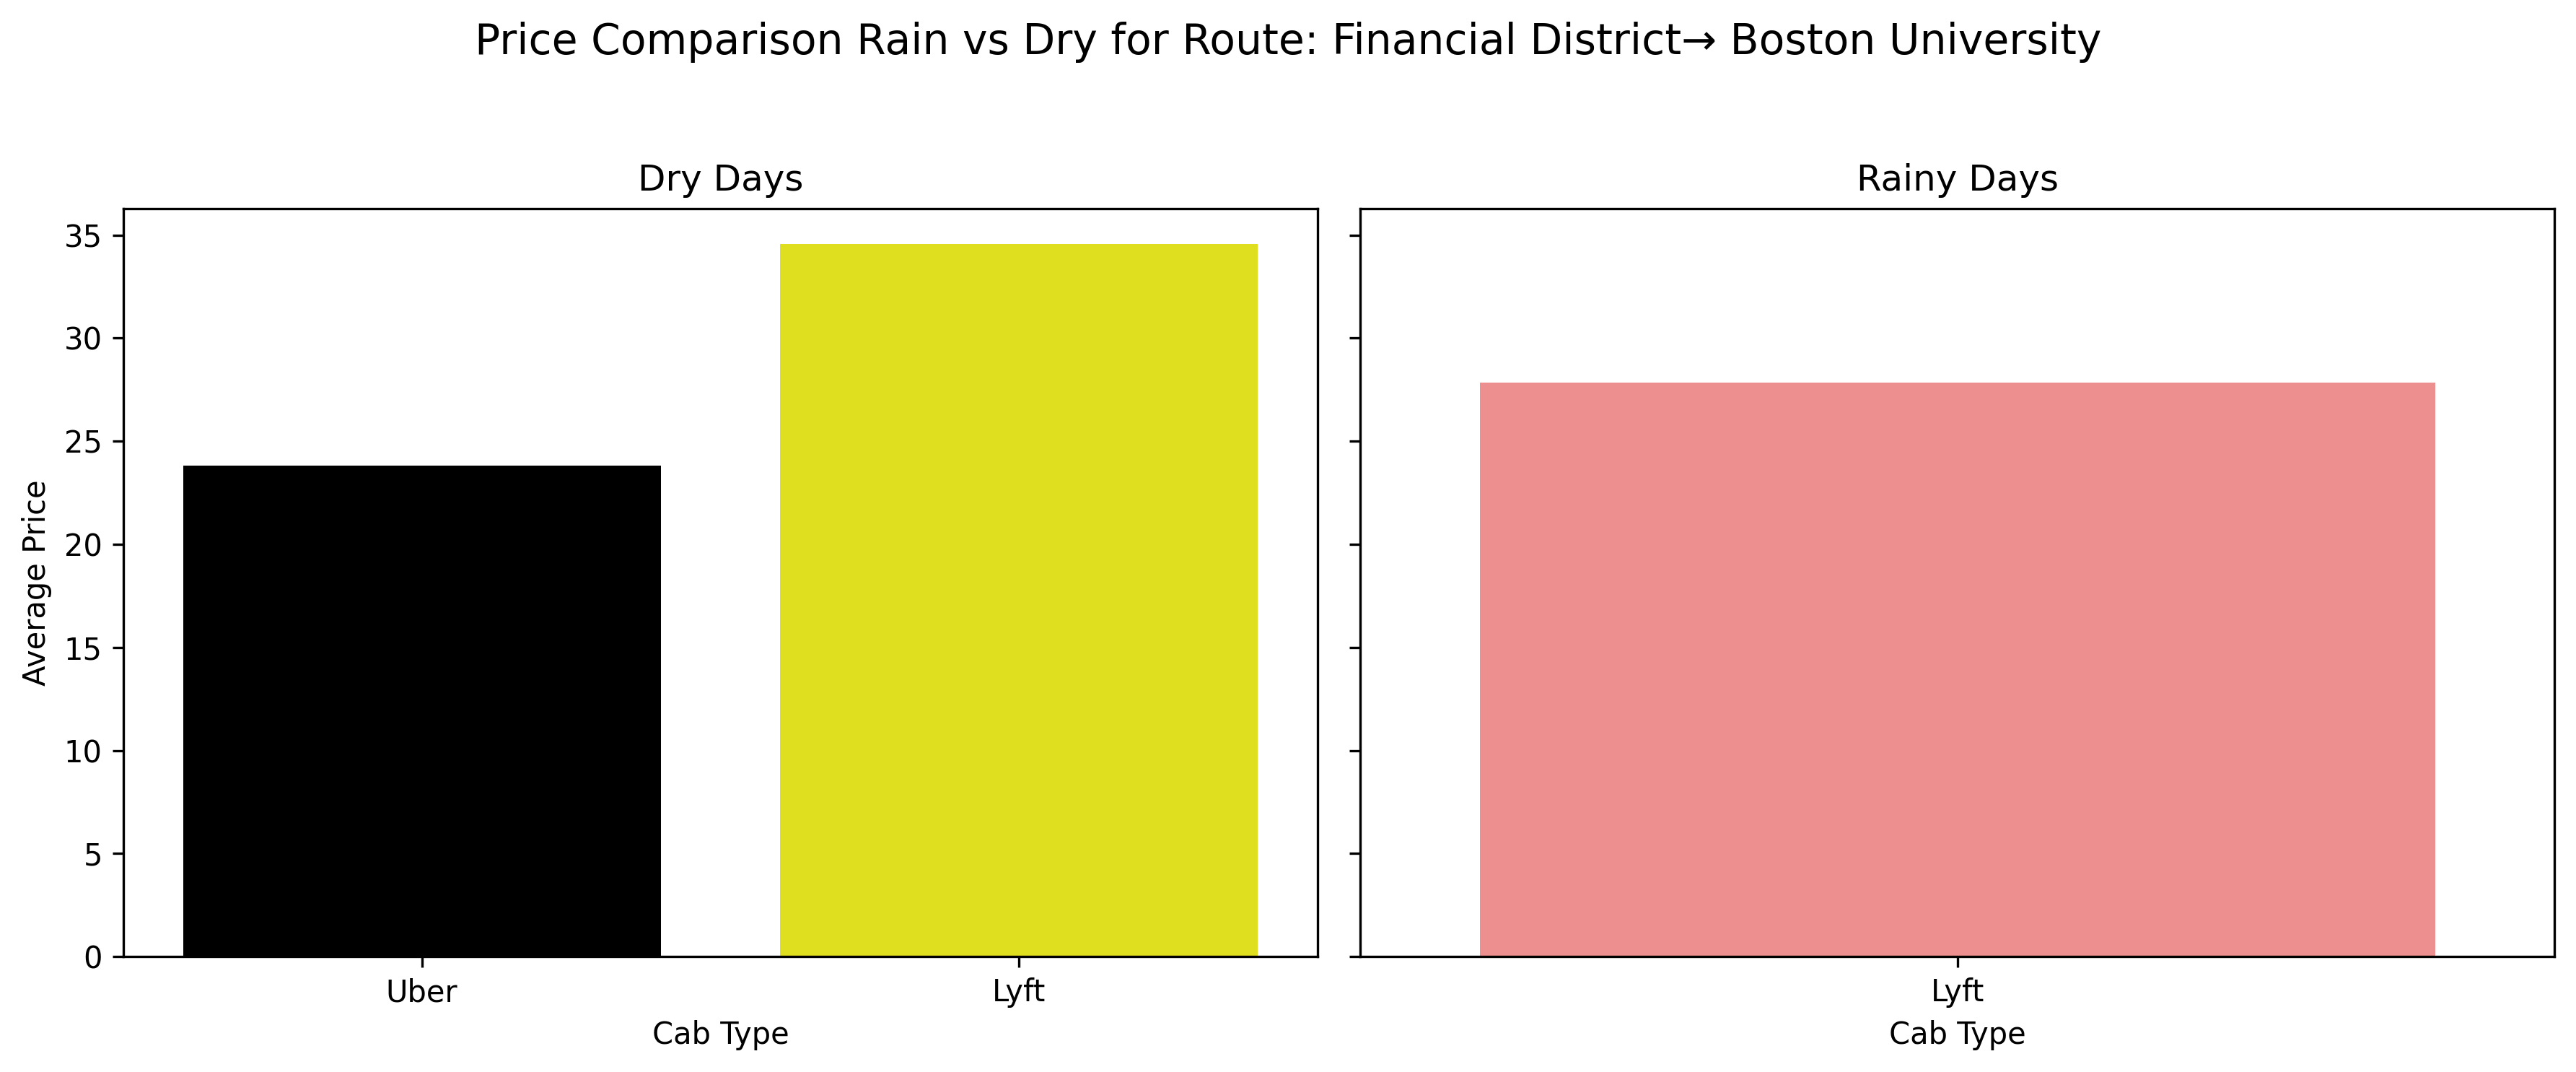 Price Comparison Rain vs Dry for Route: Financial District→ Boston University
Dry Days
Average Price
35
30
25
20
15
10
5
0
Uber
Lyft
Cab Type
Rainy Days
Lyft
Cab Type